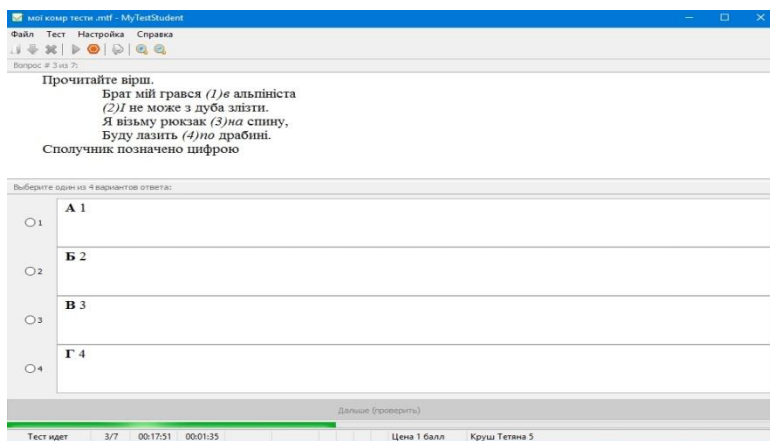 мої комр тести .mtf - MyTestStudent
Файл Тест Настройка Справка
Вопрос # 3 из 7:
Прочитайте вірш.
Брат мій грався (1)в альпініста
(2)І не може з дуба злізти.
Я візьму рюкзак (3)на спину,
Буду лазить (4)по драбині.
Сполучник позначено цифрою
Выберите один из 4 вариантов ответа:
1 А 1
2 Б 2
3 В 3
4 Г 4
Дальше (проверить)
Тест идет 3/7 00:17:51 00:01:35 Цена 1 балл Круш Тетяна 5